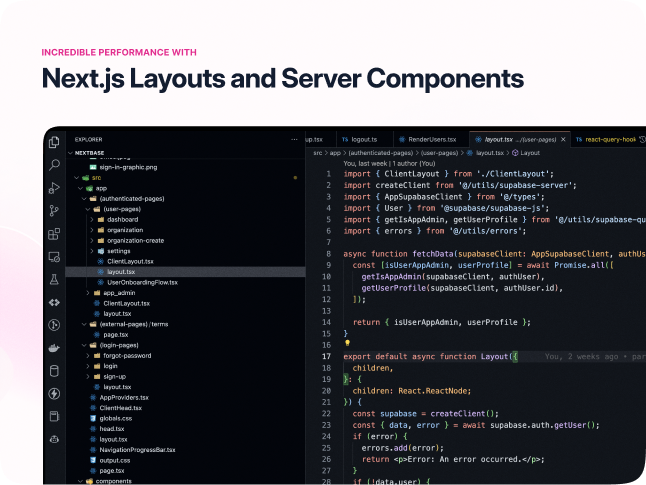 INCREDIBLE PERFORMANCE WITH
Next.js Layouts and Server Components
EXPLORER
···
NEXTBASE
sign-in-graphic.png
src
app
(authenticated-pages)
(user-pages)
dashboard
organization
organization-create
settings
ClientLayout.tsx
layout.tsx
UserOnboardingFlow.tsx
app_admin
ClientLayout.tsx
layout.tsx
(external-pages)/terms
page.tsx
(login-pages)
forgot-password
login
sign-up
layout.tsx
AppProviders.tsx
ClientHead.tsx
globals.css
head.tsx
layout.tsx
NavigationProgressBar.tsx
output.css
page.tsx
components
up.tsx
TS logout.ts
RenderUsers.tsx
layout.tsx .../(user-pages)
TS react-query-hook
src > app > (authenticated-pages) > (user-pages) > layout.tsx > Layout
You, last week | 1 author (You)
1 import { ClientLayout } from './ClientLayout';
2 import createClient from '@/utils/supabase-server';
3 import { AppSupabaseClient } from '@/types';
4 import { User } from '@supabase/supabase-js';
5 import { getIsAppAdmin, getUserProfile } from '@/utils/supabase-qu
6 import { errors } from '@/utils/errors';
7
8 async function fetchData(supabaseClient: AppSupabaseClient, authUs
9 const [isUserAppAdmin, userProfile] = await Promise.all([
10 getIsAppAdmin(supabaseClient, authUser),
11 getUserProfile(supabaseClient, authUser.id),
12 ]);
13
14 return { isUserAppAdmin, userProfile };
15 }
16
17 export default async function Layout({ You, 2 weeks ago • par
18 children,
19 }: {
20 children: React.ReactNode;
21 }) {
22 const supabase = createClient();
23 const { data, error } = await supabase.auth.getUser();
24 if (error) {
25 errors.add(error);
26 return <p>Error: An error occurred.</p>;
27 }
28 if (!data.user) {